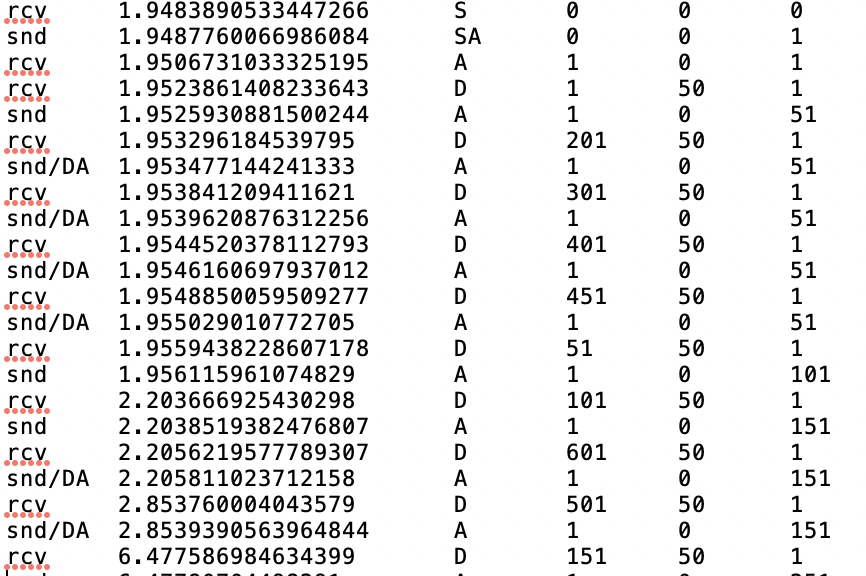 rcv 1.9483890533447266 S 0 0 0
snd 1.9487760066986084 SA 0 0 1
rcv 1.9506731033325195 A 1 0 1
rcv 1.9523861408233643 D 1 50 1
snd 1.9525930881500244 A 1 0 51
rcv 1.953296184539795 D 201 50 1
snd/DA 1.953477144241333 A 1 0 51
rcv 1.953841209411621 D 301 50 1
snd/DA 1.9539620876312256 A 1 0 51
rcv 1.9544520378112793 D 401 50 1
snd/DA 1.9546160697937012 A 1 0 51
rcv 1.9548850059509277 D 451 50 1
snd/DA 1.955029010772705 A 1 0 51
rcv 1.9559438228607178 D 51 50 1
snd 1.956115961074829 A 1 0 101
rcv 2.203666925430298 D 101 50 1
snd 2.2038519382476807 A 1 0 151
rcv 2.2056219577789307 D 601 50 1
snd/DA 2.205811023712158 A 1 0 151
rcv 2.853760004043579 D 501 50 1
snd/DA 2.8539390563964844 A 1 0 151
rcv 6.477586984634399 D 151 50 1